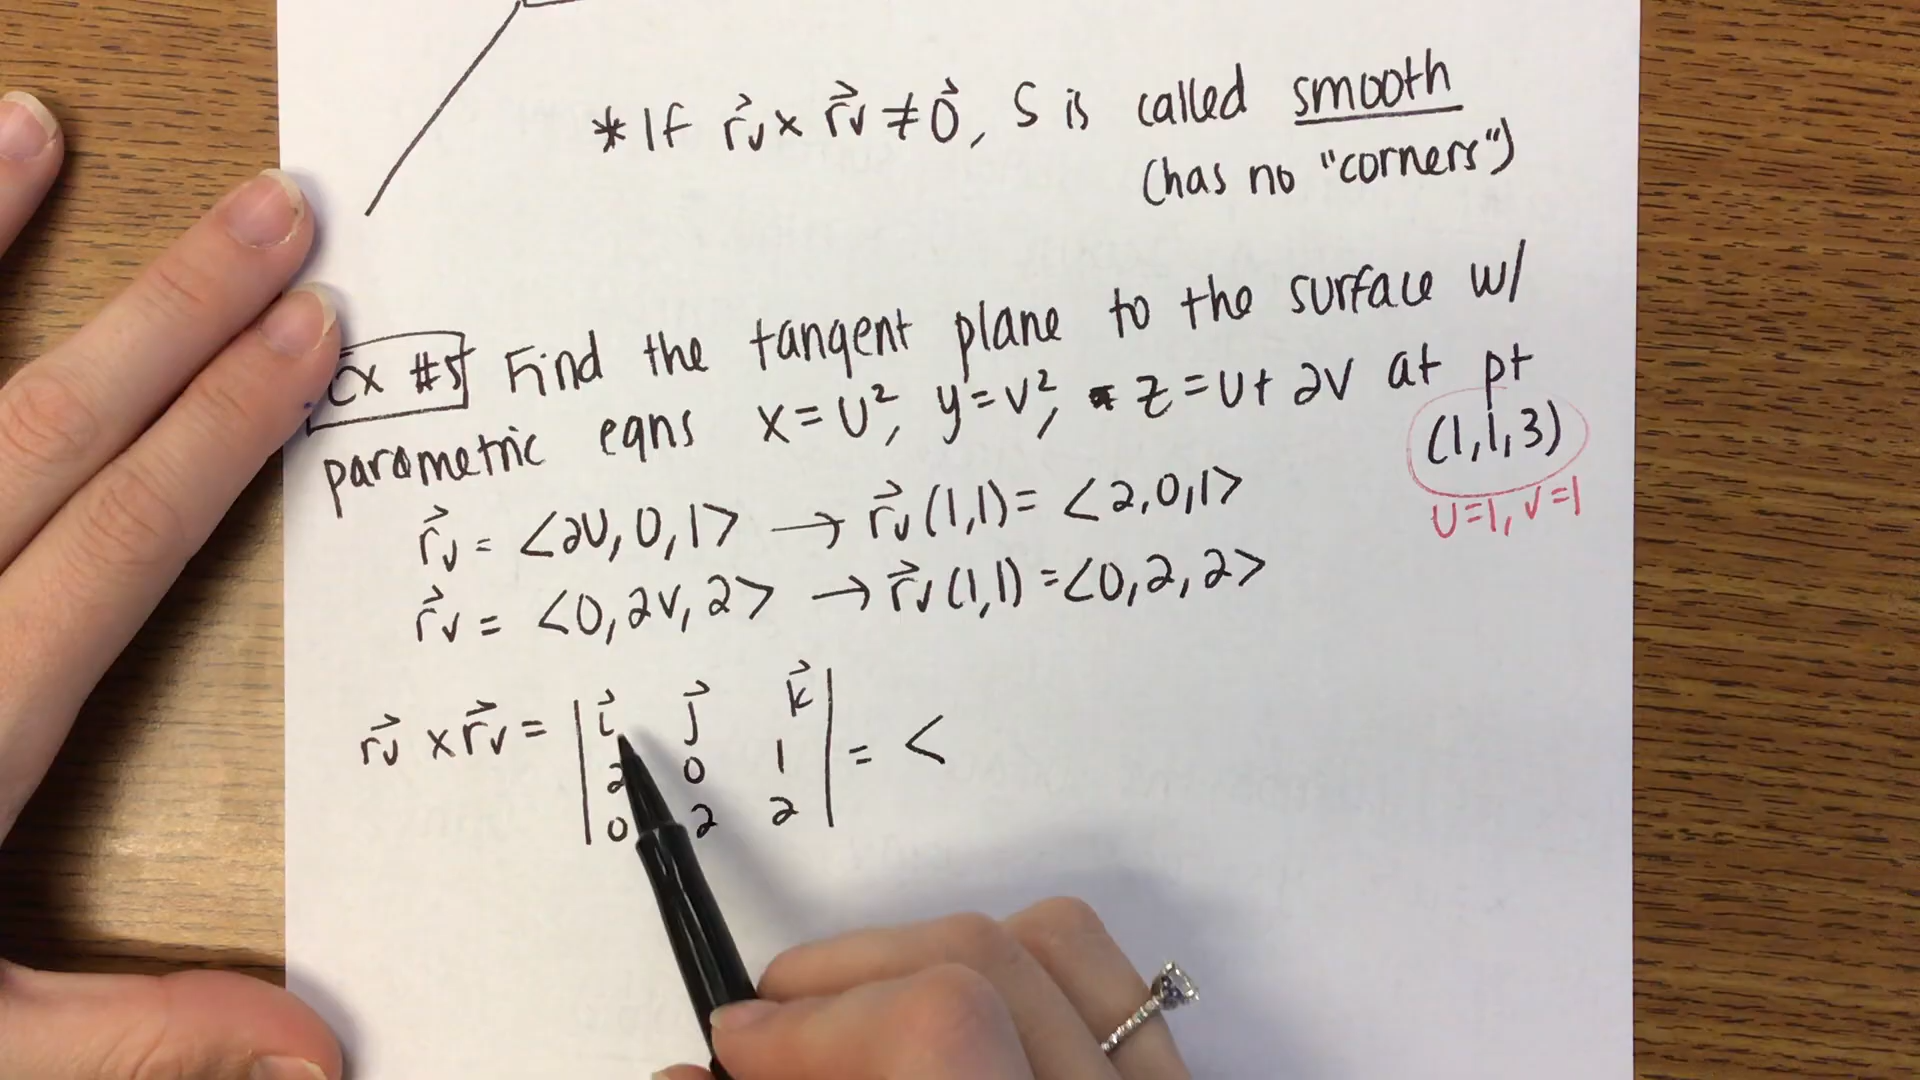 * If r⃗ᵤ x r⃗ᵥ ≠ 0⃗, S is called smooth
(has no "corners")
Ex #5 Find the tangent plane to the surface w/
parametric eqns x = u², y = v², z = u + 2v at pt
(1,1,3)
u=1, v=1
r⃗ᵤ = <2u, 0, 1> → r⃗ᵤ(1,1) = <2,0,1>
r⃗ᵥ = <0, 2v, 2> → r⃗ᵥ(1,1) = <0,2,2>
r⃗ᵤ x r⃗ᵥ = | i⃗ j⃗ k⃗ | = <
2 0 1
0 2 2